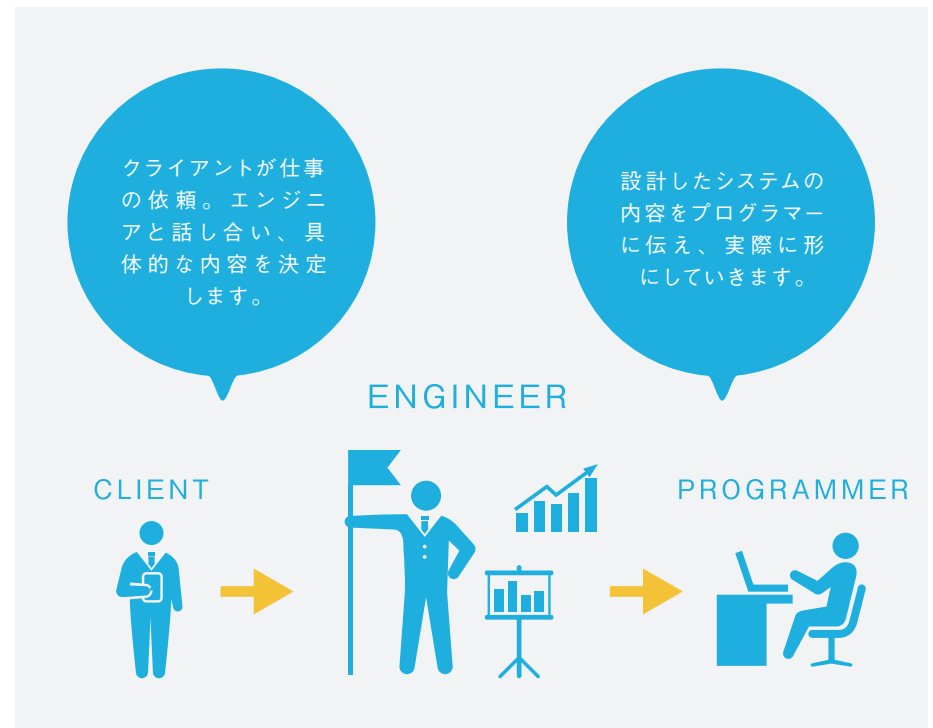 クライアントが仕事
の依頼。エンジニ
アと話し合い、具
体的な内容を決定
します。
設計したシステムの
内容をプログラマー
に伝え、実際に形
にしていきます。
ENGINEER
CLIENT
PROGRAMMER